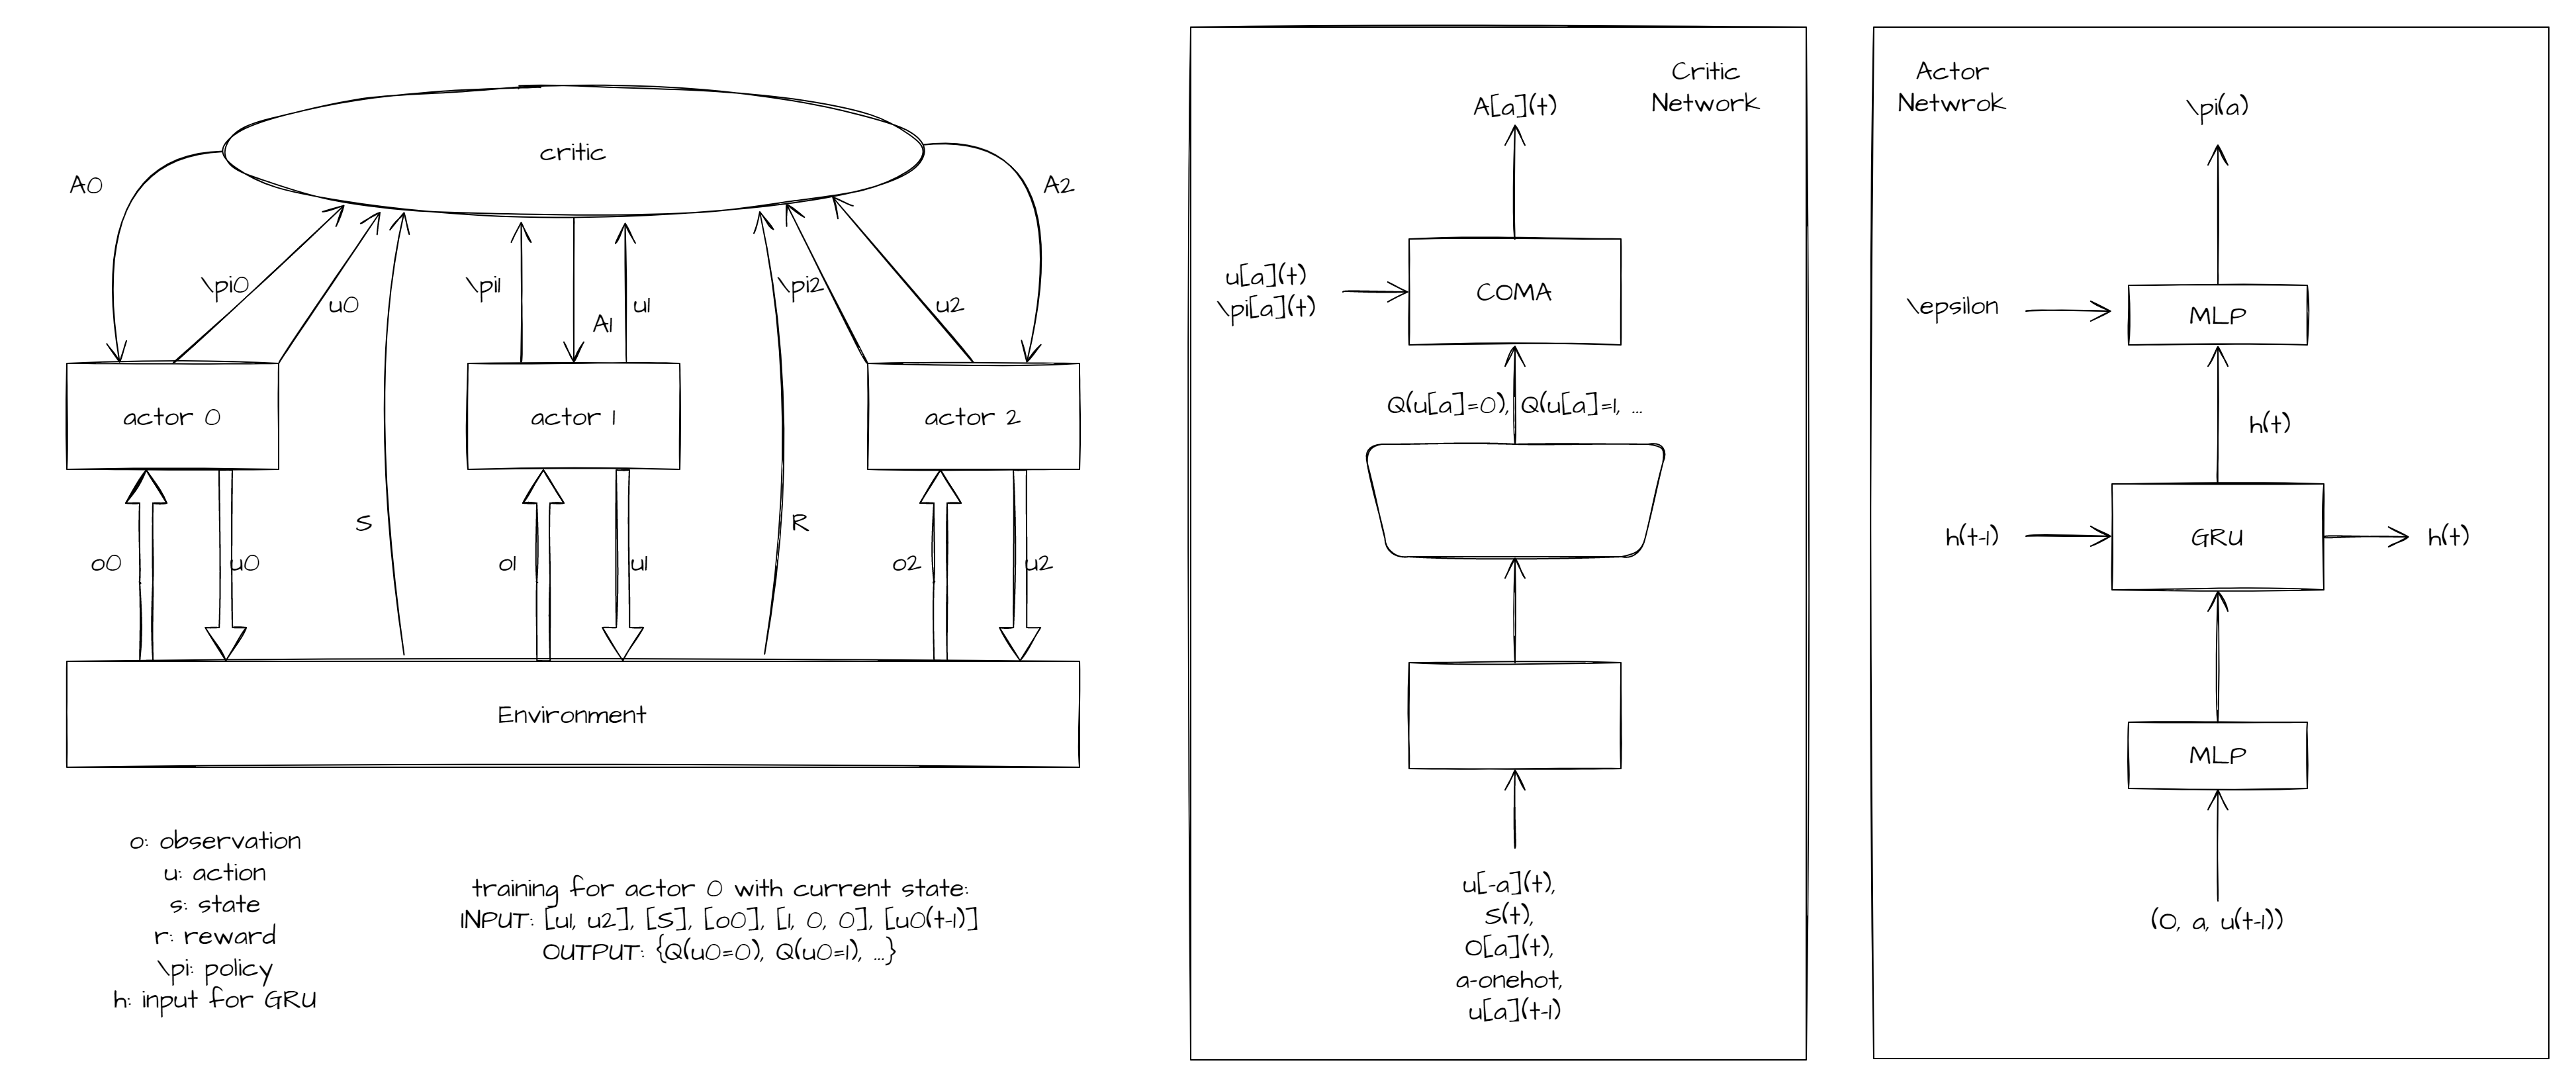 critic
A0
A2
\pi0
u0
\pi1
A1
u1
\pi2
u2
actor 0
actor 1
actor 2
S
R
o0
u0
o1
u1
o2
u2
Environment
o: observation
u: action
s: state
r: reward
\pi: policy
h: input for GRU
training for actor 0 with current state:
INPUT: [u1, u2], [S], [o0], [1, 0, 0], [u0(t-1)]
OUTPUT: {Q(u0=0), Q(u0=1), ...}
Critic
Network
A[a](t)
u[a](t)
\pi[a](t)
COMA
Q(u[a]=0), Q(u[a]=1, ...
u[-a](t),
S(t),
O[a](t),
a-onehot,
u[a](t-1)
Actor
Netwrok
\pi(a)
\epsilon
MLP
h(t)
h(t-1)
GRU
h(t)
MLP
(O, a, u(t-1))